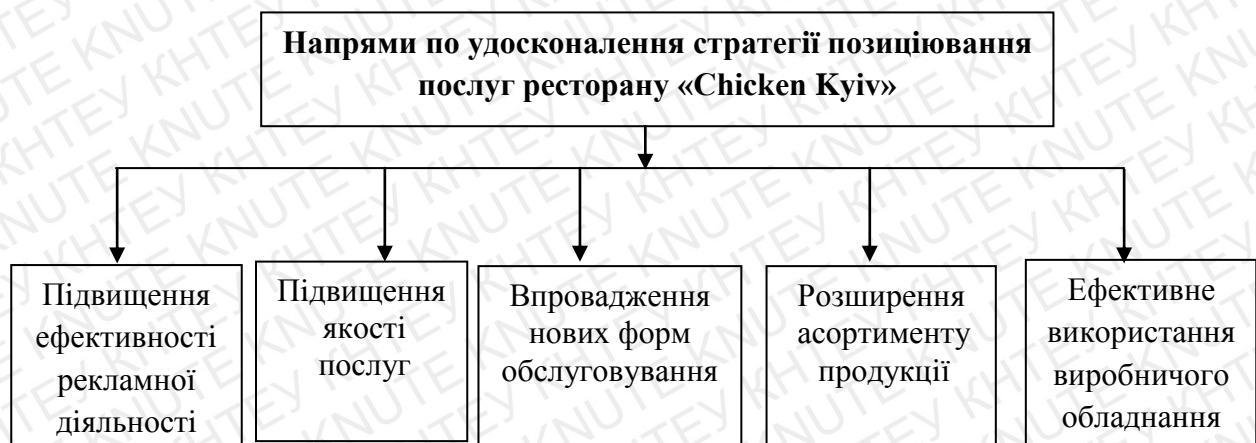 Напрями по удосконалення стратегії позиціювання
послуг ресторану «Chicken Kyiv»
Підвищення
ефективності
рекламної
діяльності
Підвищення
якості
послуг
Впровадження
нових форм
обслуговування
Розширення
асортименту
продукції
Ефективне
використання
виробничого
обладнання